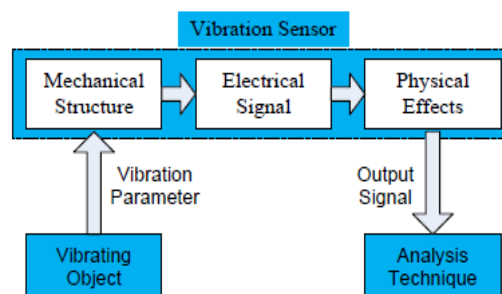 Vibration Sensor
Mechanical
Structure
Electrical
Signal
Physical
Effects
Vibration
Parameter
Output
Signal
Vibrating
Object
Analysis
Technique